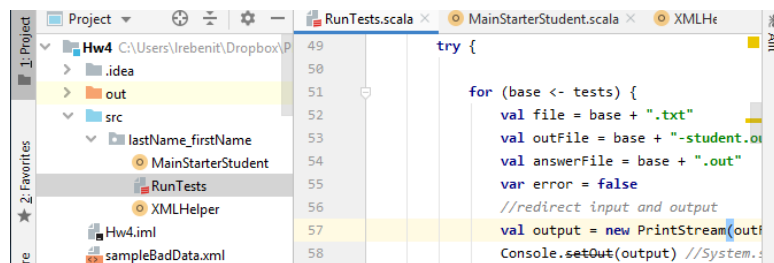 1: Project
Project
Hw4 C:\Users\lrebenit\Dropbox\P
.idea
out
src
lastName_firstName
MainStarterStudent
RunTests
XMLHelper
Hw4.iml
sampleBadData.xml
2: Favorites
re
RunTests.scala
MainStarterStudent.scala
XMLHe
Ant
49 try {
50
51 for (base <- tests) {
52 val file = base + ".txt"
53 val outFile = base + "-student.ou
54 val answerFile = base + ".out"
55 var error = false
56 //redirect input and output
57 val output = new PrintStream(outF
58 Console.setOut(output) //System.s